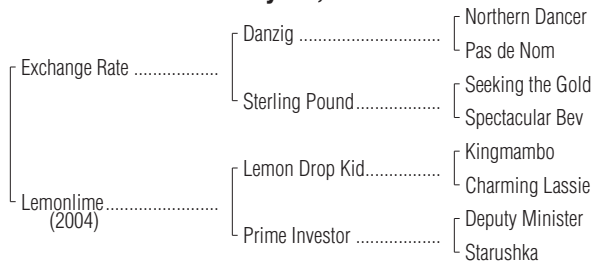 Northern Dancer
Danzig ..............................
Pas de Nom
Exchange Rate ..................
Seeking the Gold
Sterling Pound..................
Spectacular Bev
Kingmambo
Lemon Drop Kid................
Charming Lassie
Lemonlime........................
(2004)
Deputy Minister
Prime Investor ..................
Starushka